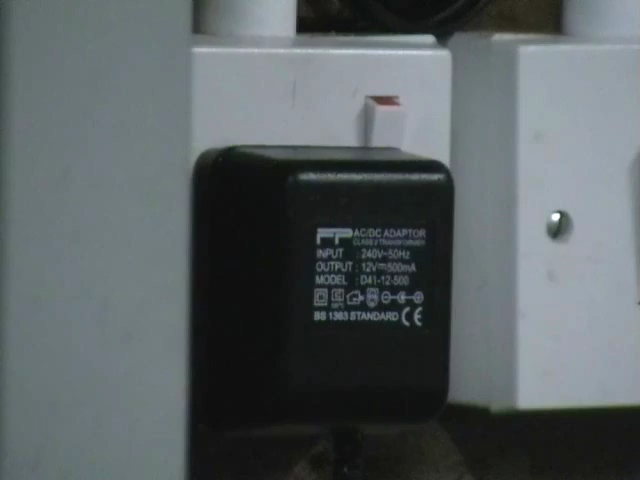 FP AC/DC ADAPTOR
CLASS 2 TRANSFORMER
INPUT : 240V~50Hz
OUTPUT : 12V⎓500mA
MODEL : D41-12-500
BS 1363 STANDARD CE